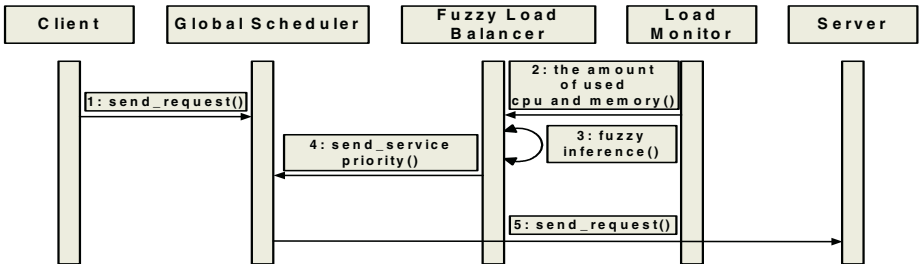 Client
Global Scheduler
Fuzzy Load
Balancer
Load
Monitor
Server
1: send_request()
2: the amount
of used
cpu and memory()
3: fuzzy
inference()
4: send_service
priority()
5: send_request()